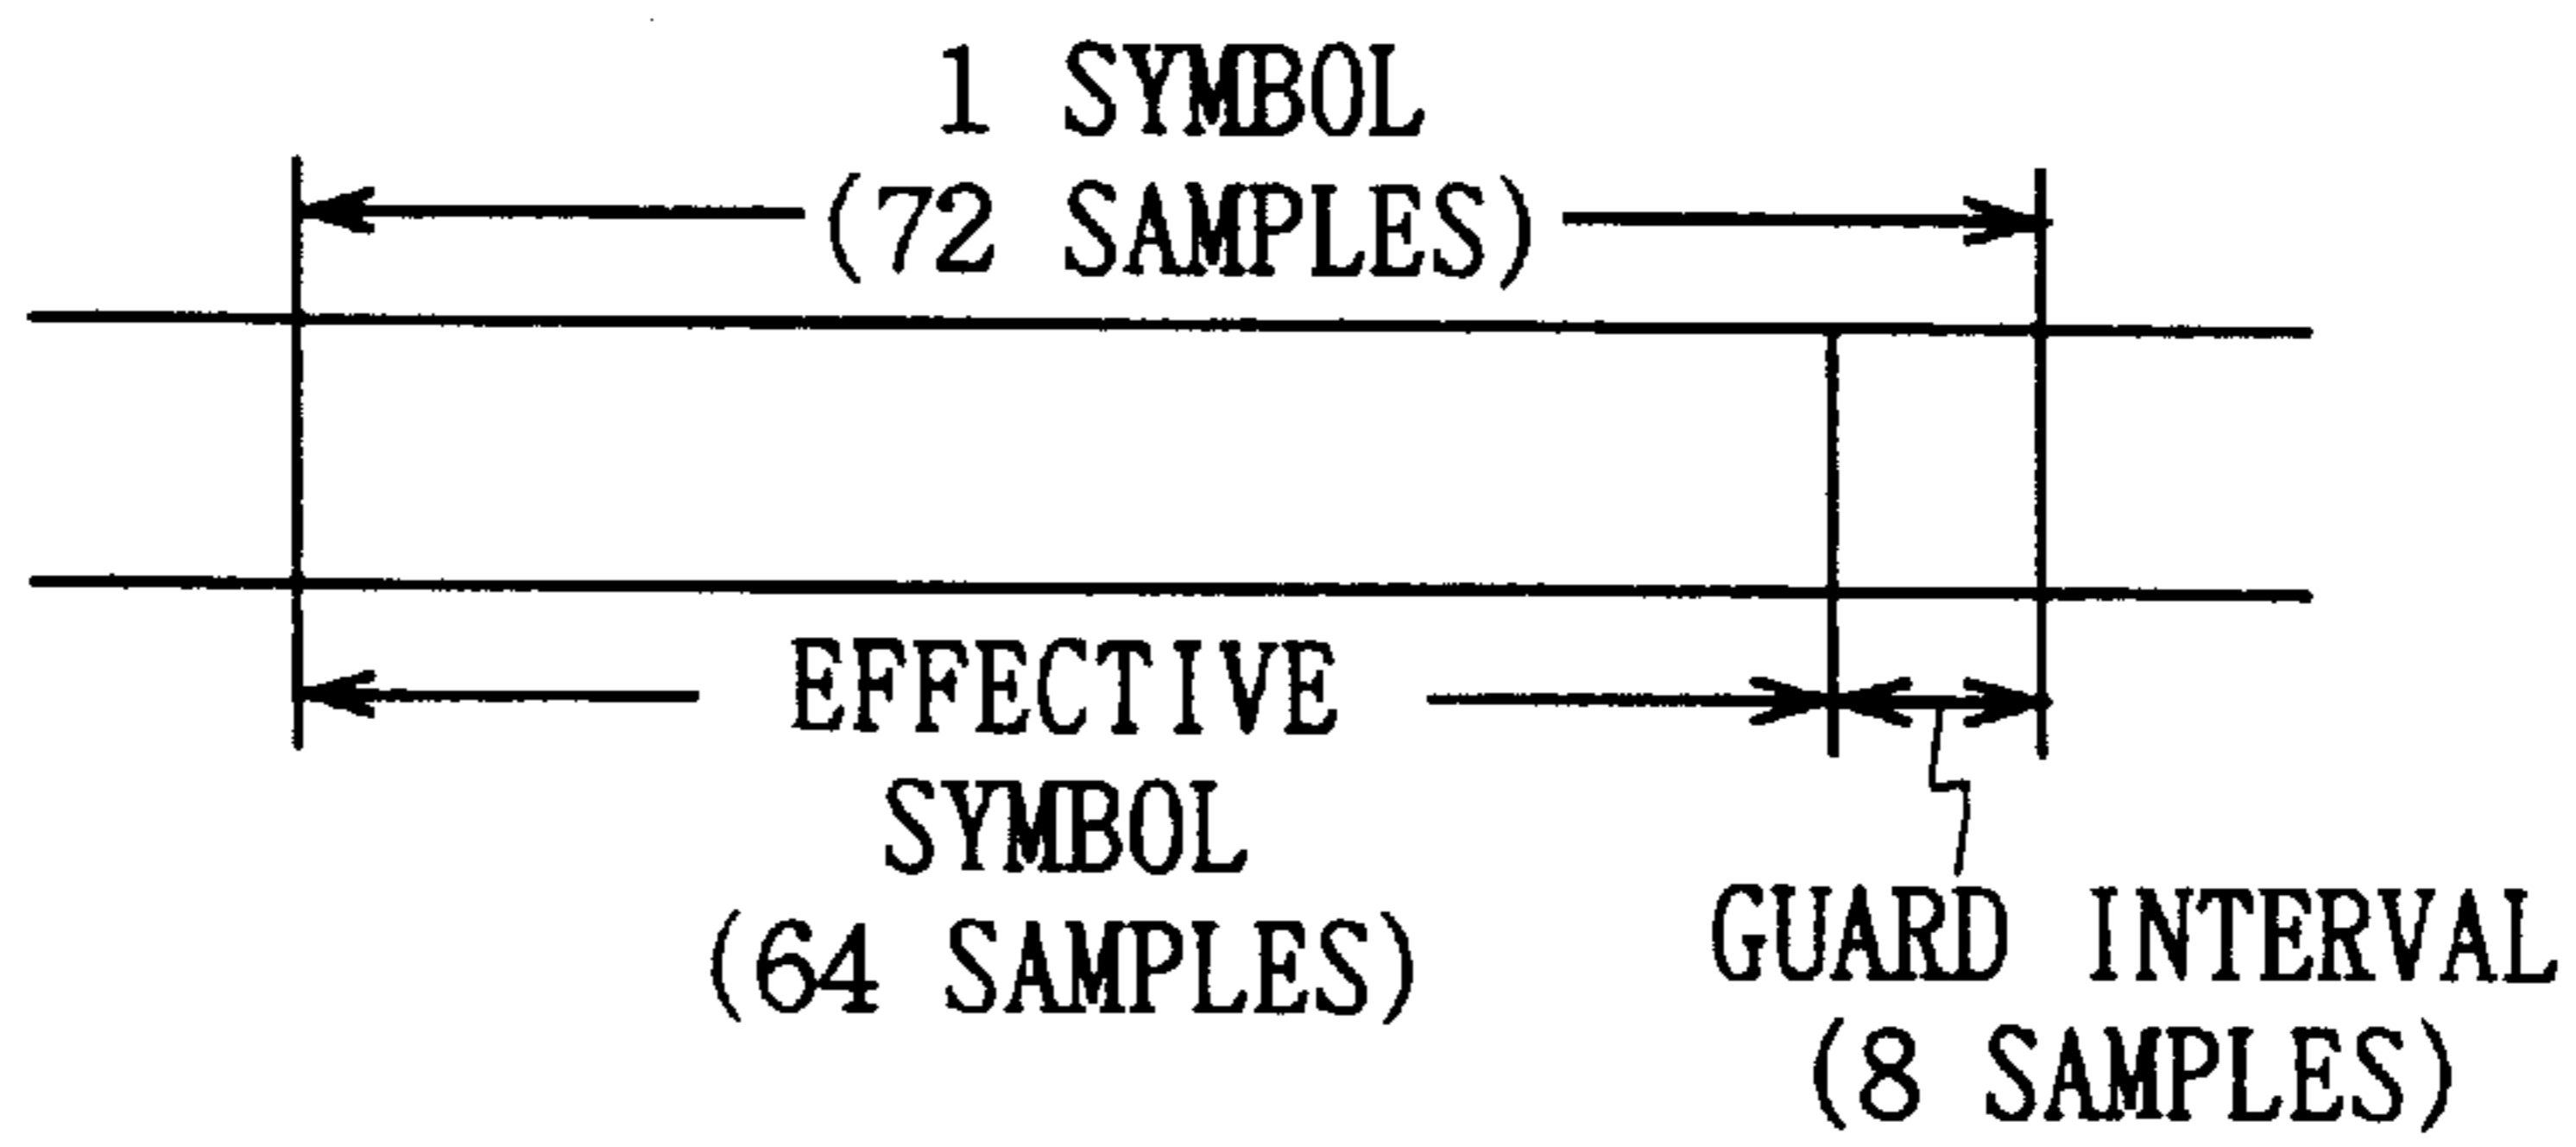 1 SYMBOL
(72 SAMPLES)
EFFECTIVE
SYMBOL
(64 SAMPLES)
GUARD INTERVAL
(8 SAMPLES)